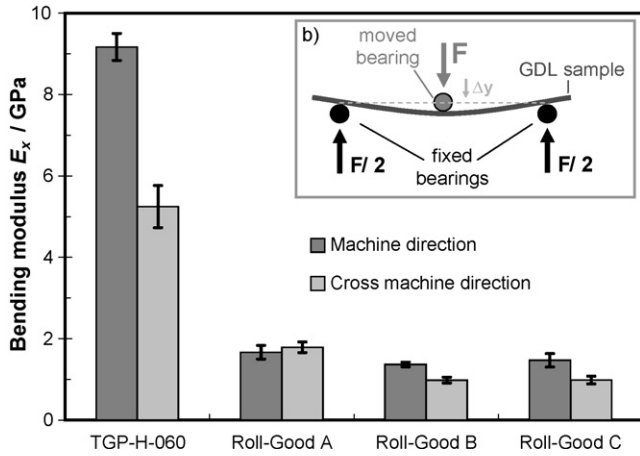 Bending modulus Eₓ / GPa
10
8
6
4
2
0
TGP-H-060
Roll-Good A
Roll-Good B
Roll-Good C
Machine direction
Cross machine direction
b)
moved
bearing
F
Δy
GDL sample
fixed
bearings
F/ 2
F/ 2